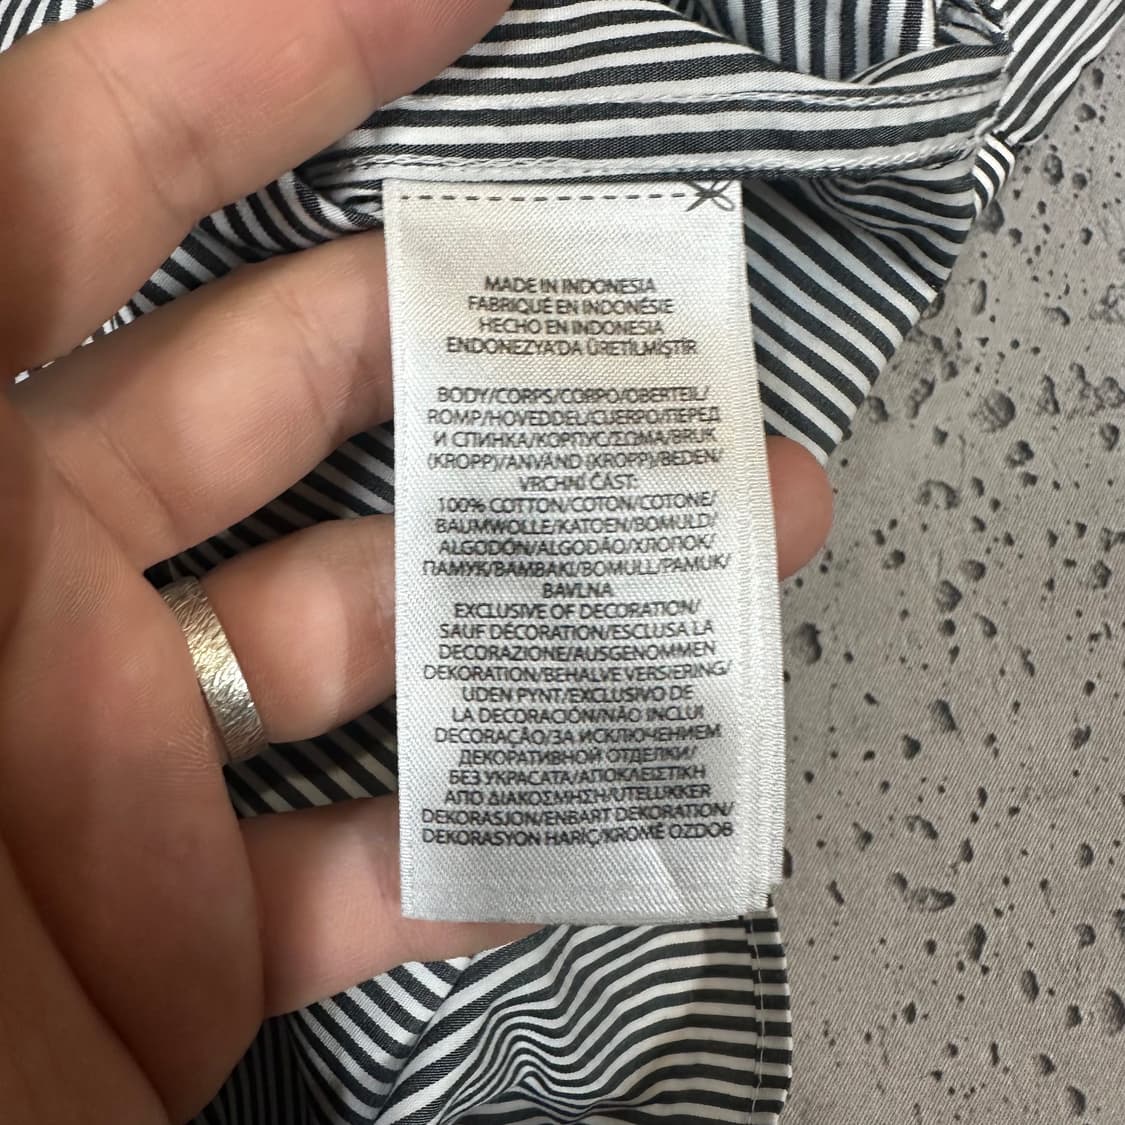 MADE IN INDONESIA
FABRIQUÉ EN INDONÉSIE
HECHO EN INDONESIA
ENDONEZYA'DA ÜRETİLMİŞTİR
BODY/CORPS/CORPO/OBERTEIL/
ROMP/HOVEDDEL/CUERPO/ПЕРЕД
И СПИНКА/КОРПУС/ΣΩΜΑ/BRUK
(KROPP)/ANVÄND (KROPP)/BEDEN/
VRCHNÍ ČÁST:
100% COTTON/COTON/COTONE/
BAUMWOLLE/KATOEN/BOMULD/
ALGODÓN/ALGODÃO/ХЛОПОК/
ПАМУК/ΒΑΜΒΑΚΙ/BOMULL/PAMUK/
BAVLNA
EXCLUSIVE OF DECORATION/
SAUF DÉCORATION/ESCLUSA LA
DECORAZIONE/AUSGENOMMEN
DEKORATION/BEHALVE VERSIERING/
UDEN PYNT/EXCLUSIVO DE
LA DECORACIÓN/NÃO INCLUI
DECORAÇÃO/ЗА ИСКЛЮЧЕНИЕМ
ДЕКОРАТИВНОЙ ОТДЕЛКИ/
БЕЗ УКРАСАТА/ΑΠΟΚΛΕΙΣΤΙΚΗ
ΑΠΟ ΔΙΑΚΟΣΜΗΣΗ/UTELUKKER
DEKORASJON/ENBART DEKORATION/
DEKORASYON HARİÇ/KROMĚ OZDOB